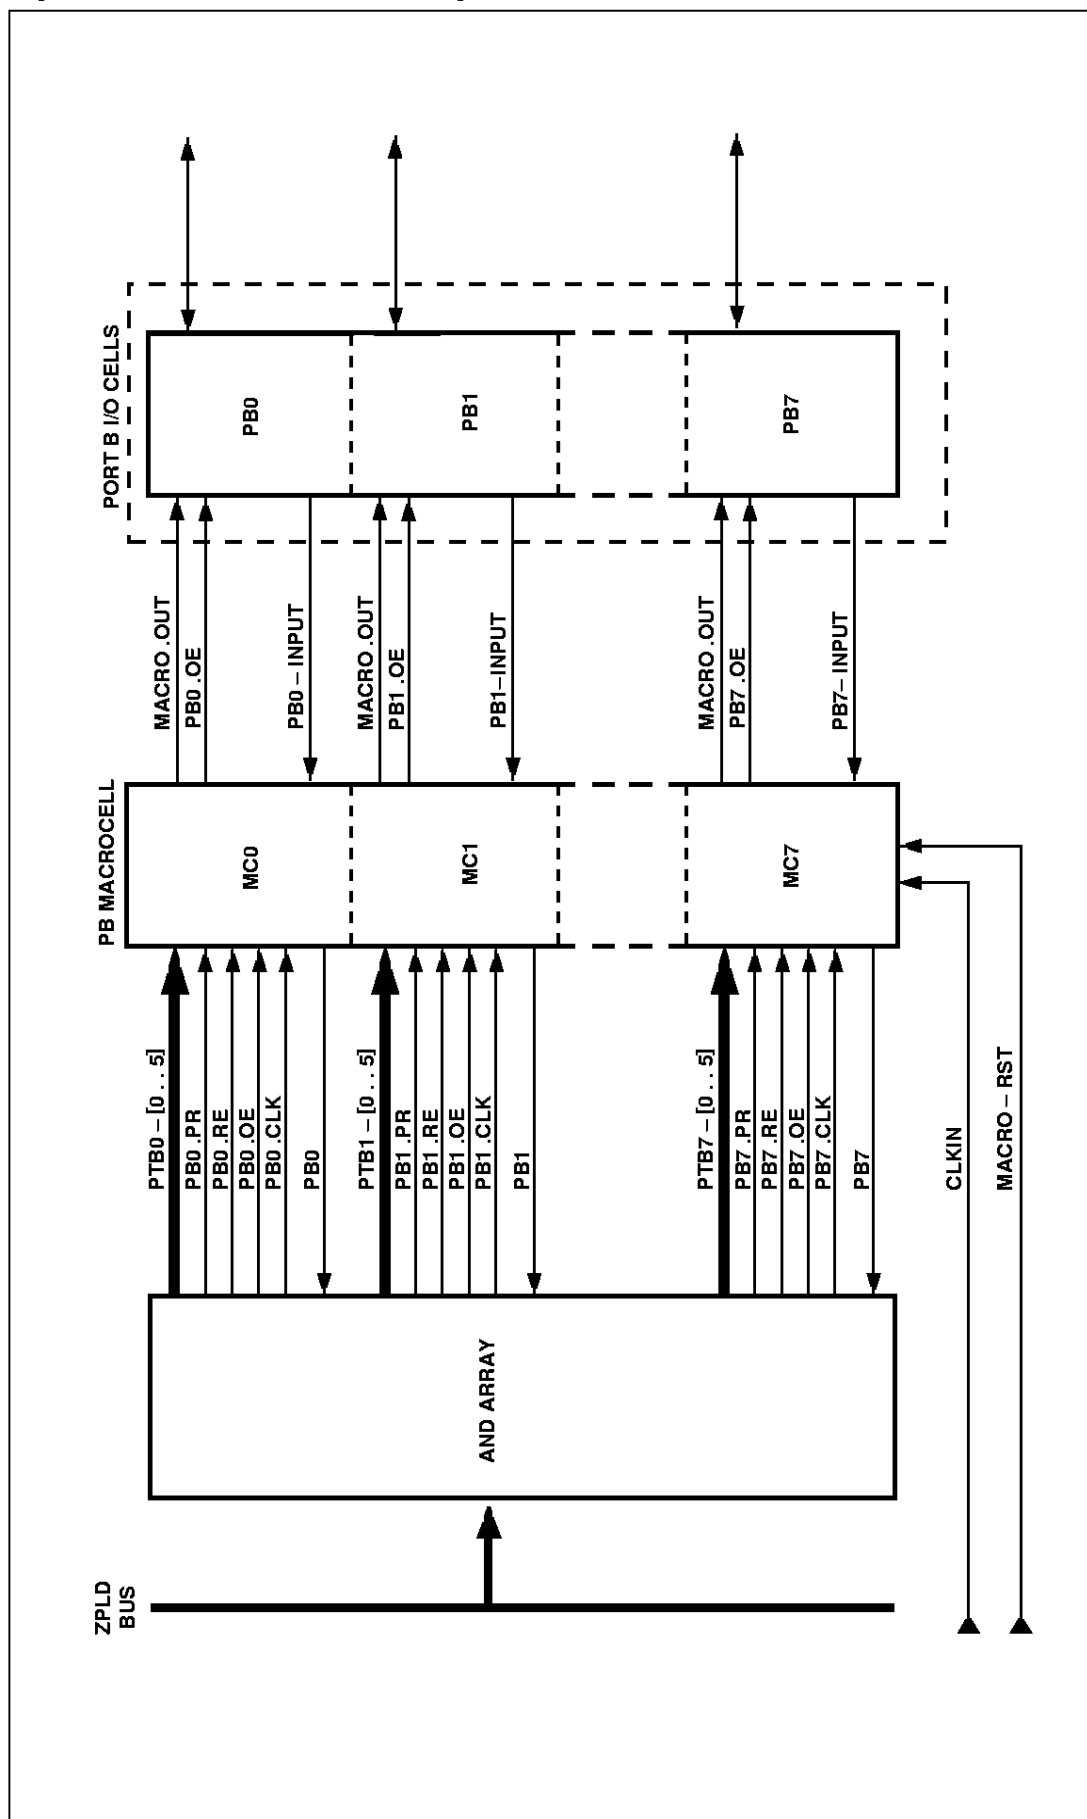 ZPLD
BUS
AND ARRAY
PTB0 – [0 . . . 5]
PB0 .PR
PB0 .RE
PB0 .OE
PB0 .CLK
PB0
PTB1 – [0 . . . 5]
PB1 .PR
PB1 .RE
PB1 .OE
PB1 .CLK
PB1
PTB7 – [0 . . 5]
PB7 .PR
PB7 .RE
PB7 .OE
PB7 .CLK
PB7
CLKIN
MACRO – RST
PB MACROCELL
MC0
MC1
MC7
MACRO .OUT
PB0 .OE
PB0 – INPUT
MACRO .OUT
PB1 .OE
PB1–INPUT
MACRO .OUT
PB7 .OE
PB7– INPUT
PORT B I/O CELLS
PB0
PB1
PB7